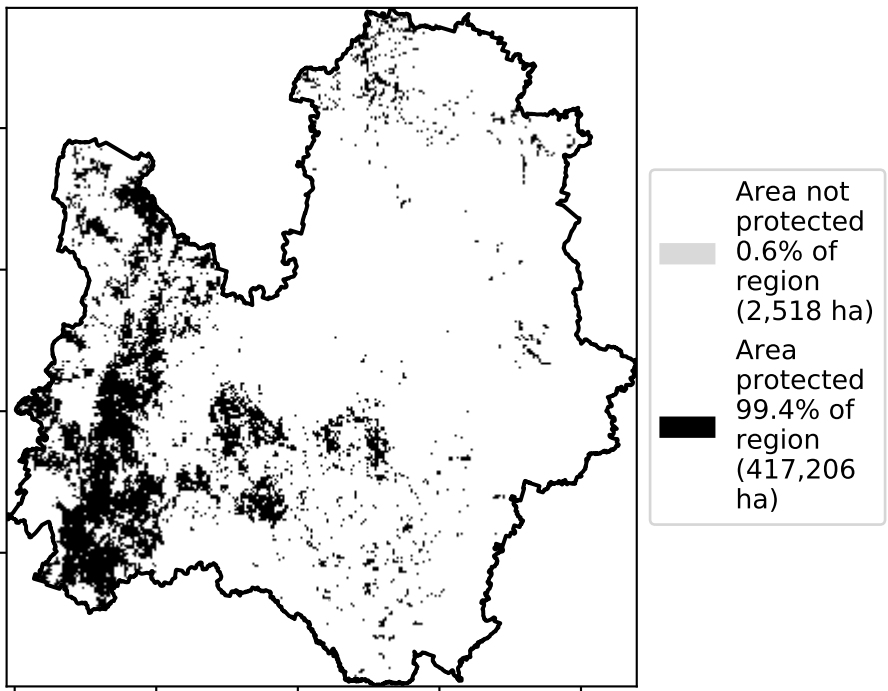 Area not
protected
0.6% of
region
(2,518 ha)
Area
protected
99.4% of
region
(417,206
ha)